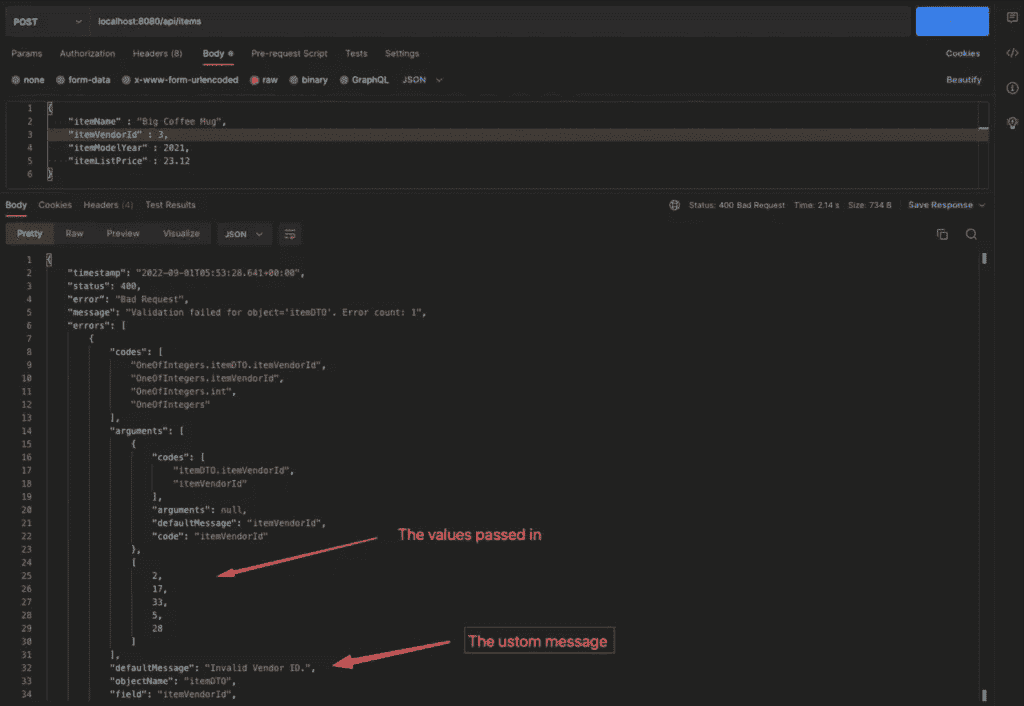 POST localhost:8080/api/items
Params Authorization Headers (8) Body Pre-request Script Tests Settings Cookies
none form-data x-www-form-urlencoded raw binary GraphQL JSON Beautify
1 {
2 "itemName" : "Big Coffee Mug",
3 "itemVendorId" : 3,
4 "itemModelYear" : 2021,
5 "itemListPrice" : 23.12
6 }
Body Cookies Headers (4) Test Results Status: 400 Bad Request Time: 2.14 s Size: 734 B Save Response
Pretty Raw Preview Visualize JSON
1 {
2 "timestamp": "2022-09-01T05:53:28.641+00:00",
3 "status": 400,
4 "error": "Bad Request",
5 "message": "Validation failed for object='itemDTO'. Error count: 1",
6 "errors": [
7 {
8 "codes": [
9 "OneOfIntegers.itemDTO.itemVendorId",
10 "OneOfIntegers.itemVendorId",
11 "OneOfIntegers.int",
12 "OneOfIntegers"
13 ],
14 "arguments": [
15 {
16 "codes": [
17 "itemDTO.itemVendorId",
18 "itemVendorId"
19 ],
20 "arguments": null,
21 "defaultMessage": "itemVendorId",
22 "code": "itemVendorId"
The values passed in
23 },
24 [
25 2,
26 17,
27 33,
28 5,
29 28
30 ]
The ustom message
31 ],
32 "defaultMessage": "Invalid Vendor ID.",
33 "objectName": "itemDTO",
34 "field": "itemVendorId",